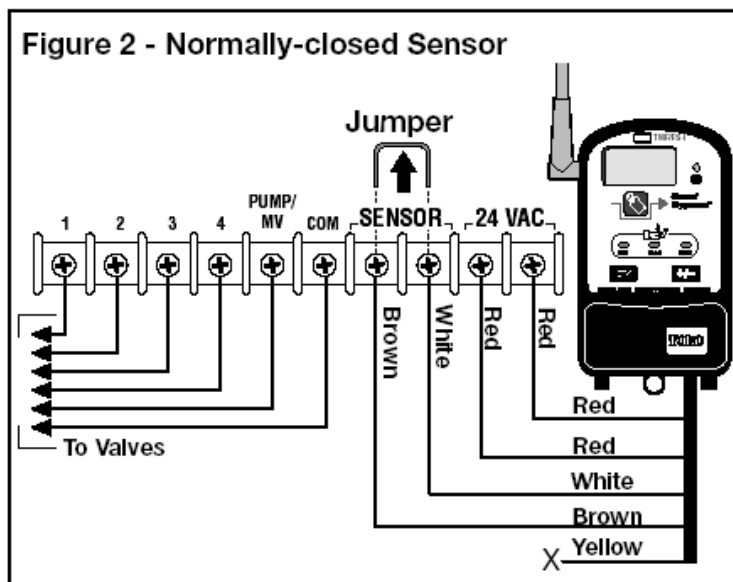 Figure 2 - Normally-closed Sensor
Jumper
1 2 3 4 PUMP/
MV COM SENSOR 24 VAC
Brown
White
Red
Red
To Valves
Red
Red
White
Brown
X Yellow
TORO